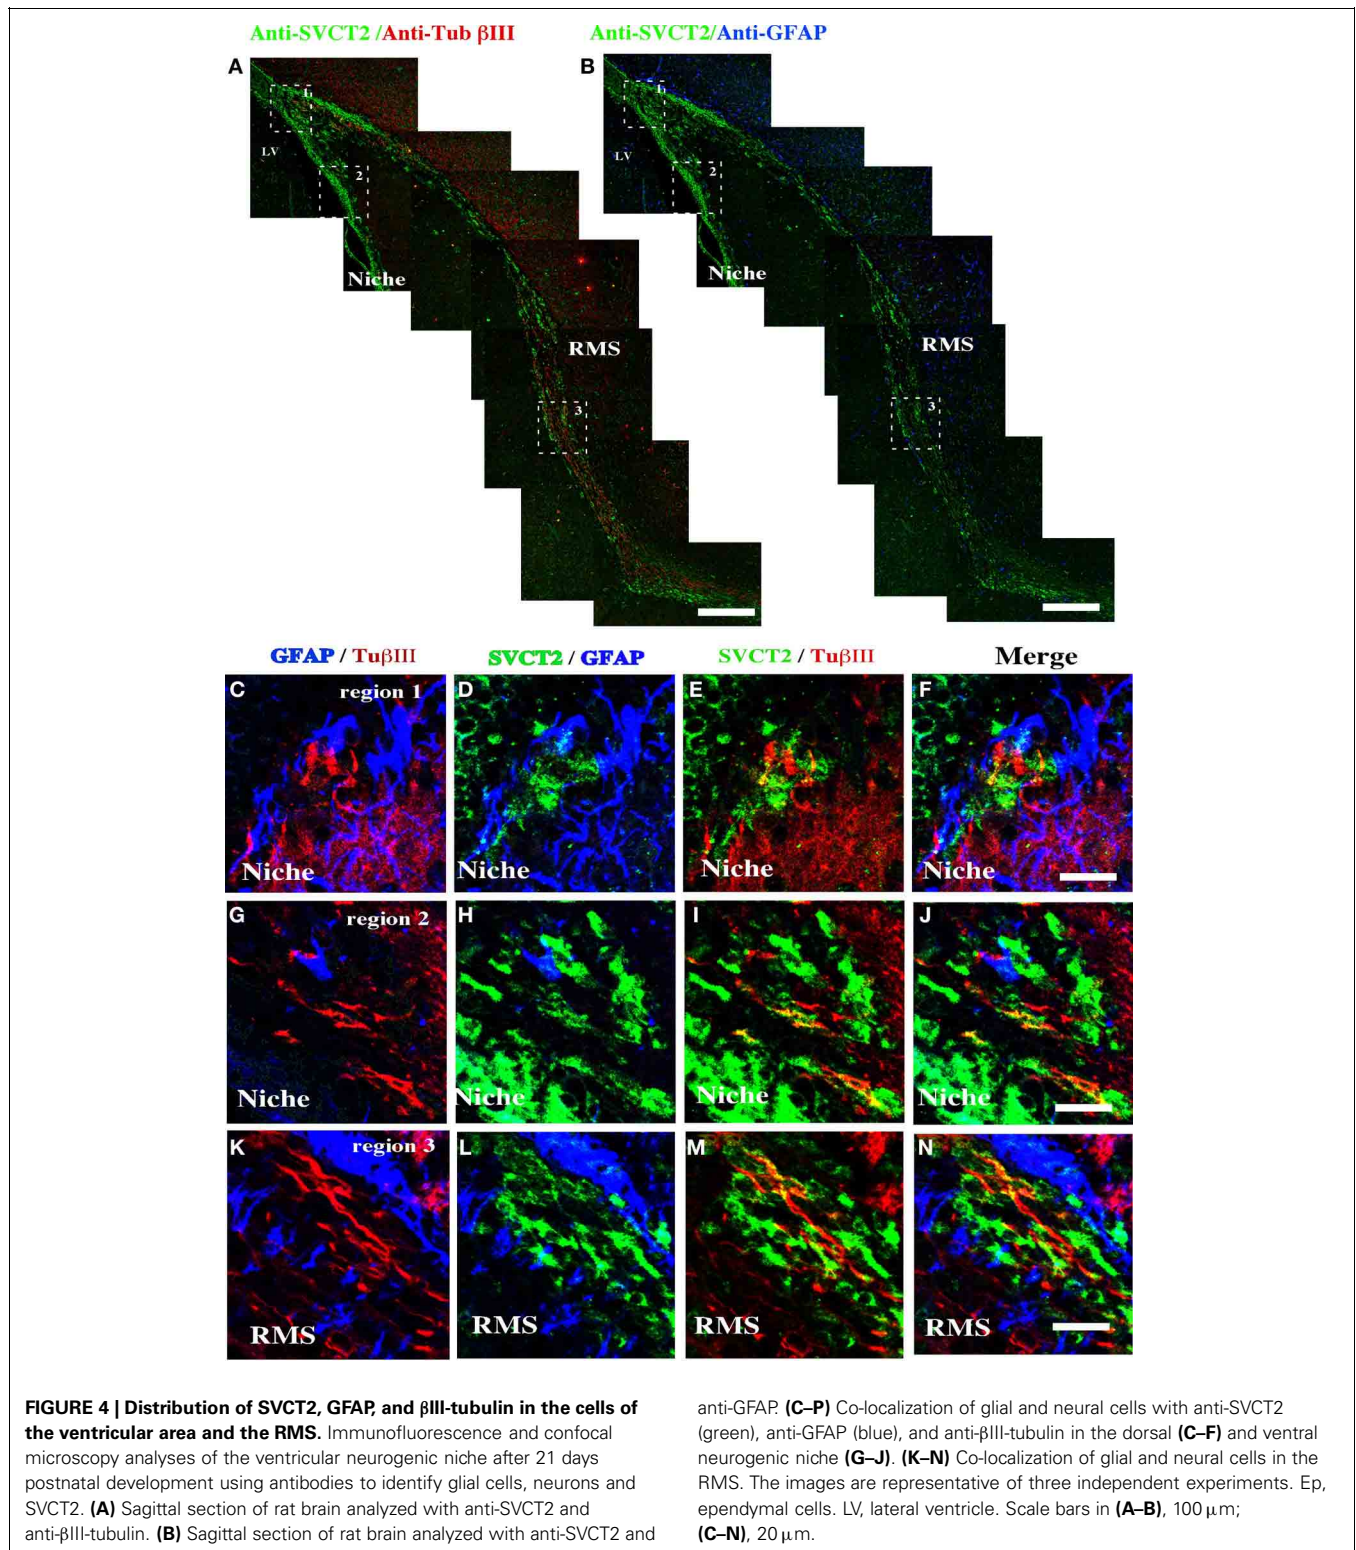 Anti-SVCT2 /Anti-Tub βIII
Anti-SVCT2/Anti-GFAP
A
1
LV
2
Niche
RMS
3
B
1
LV
2
Niche
RMS
3
GFAP / TuβIII
SVCT2 / GFAP
SVCT2 / TuβIII
Merge
C
region 1
Niche
D
Niche
E
Niche
F
Niche
G
region 2
Niche
H
Niche
I
Niche
J
Niche
K
region 3
RMS
L
RMS
M
RMS
N
RMS
FIGURE 4 | Distribution of SVCT2, GFAP, and βIII-tubulin in the cells of
the ventricular area and the RMS. Immunofluorescence and confocal
microscopy analyses of the ventricular neurogenic niche after 21 days
postnatal development using antibodies to identify glial cells, neurons and
SVCT2. (A) Sagittal section of rat brain analyzed with anti-SVCT2 and
anti-βIII-tubulin. (B) Sagittal section of rat brain analyzed with anti-SVCT2 and
anti-GFAP. (C–P) Co-localization of glial and neural cells with anti-SVCT2
(green), anti-GFAP (blue), and anti-βIII-tubulin in the dorsal (C–F) and ventral
neurogenic niche (G–J). (K–N) Co-localization of glial and neural cells in the
RMS. The images are representative of three independent experiments. Ep,
ependymal cells. LV, lateral ventricle. Scale bars in (A–B), 100 μm;
(C–N), 20 μm.